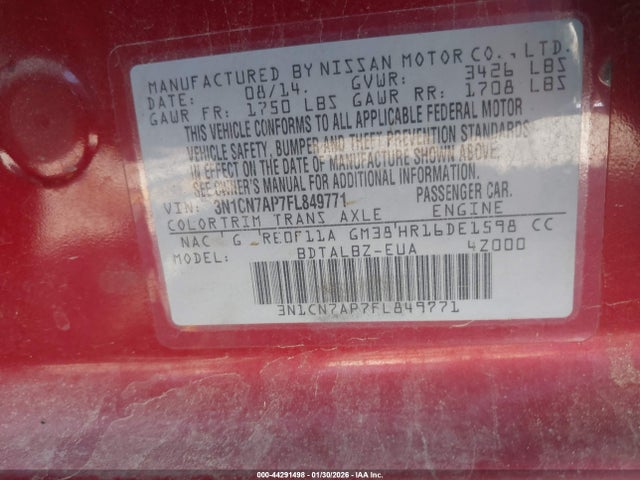 MANUFACTURED BY NISSAN MOTOR CO., LTD.
DATE: 08/14. GVWR: 3426 LBS
GAWR FR: 1750 LBS GAWR RR: 1708 LBS
THIS VEHICLE CONFORMS TO ALL APPLICABLE FEDERAL MOTOR
VEHICLE SAFETY, BUMPER AND THEFT PREVENTION STANDARDS
IN EFFECT ON THE DATE OF MANUFACTURE SHOWN ABOVE.
SEE OWNER'S MANUAL FOR ADDITIONAL INFORMATION.
VIN: 3N1CN7AP7FL849771 PASSENGER CAR.
COLOR TRIM TRANS AXLE ENGINE
NAC G RE0F11A GM38 HR16DE1598 CC
MODEL: BDTALBZ-EUA 4Z000
3N1CN7AP7FL849771
000-44291498 - 01/30/2026 - IAA Inc.